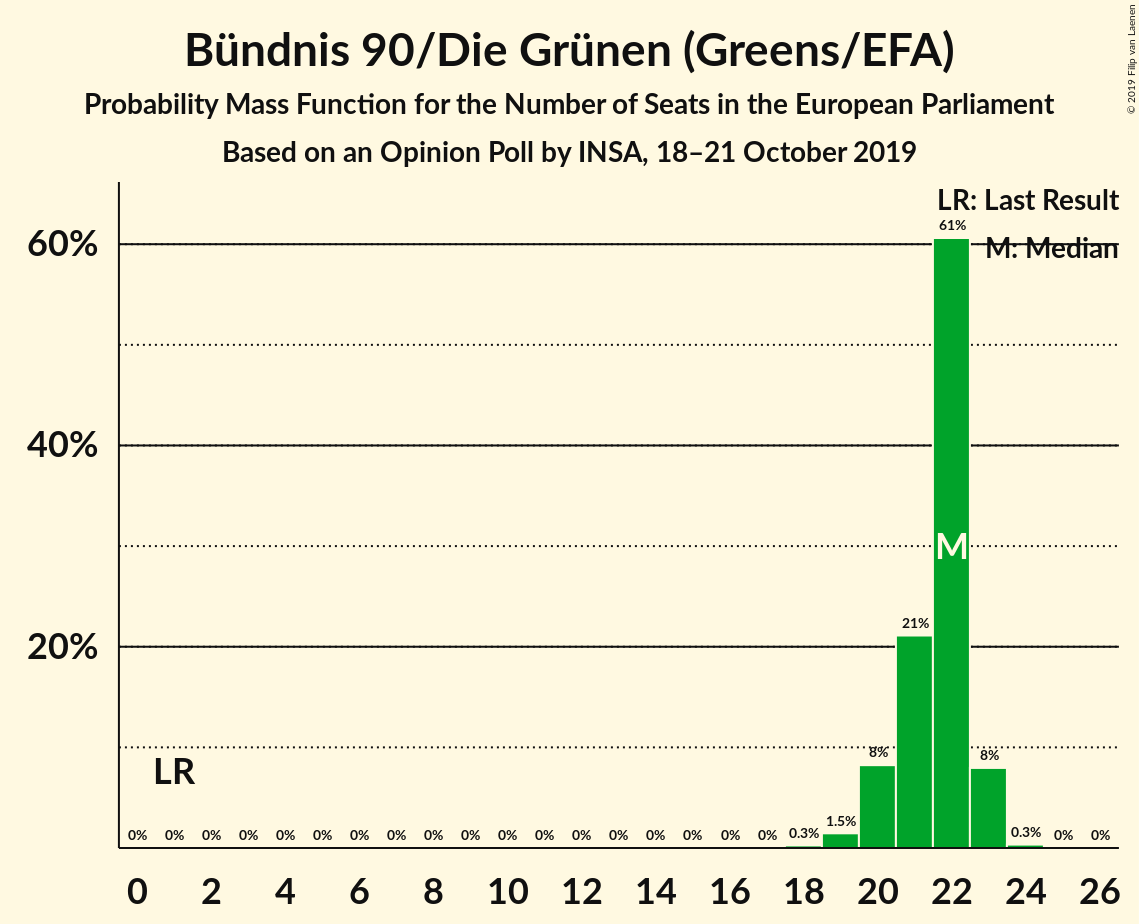 Bündnis 90/Die Grünen (Greens/EFA)
Probability Mass Function for the Number of Seats in the European Parliament
Based on an Opinion Poll by INSA, 18–21 October 2019
© 2019 Filip van Laenen
LR: Last Result
M: Median
60%
40%
20%
61%
M
21%
LR
8%
8%
0% 0% 0% 0% 0% 0% 0% 0% 0% 0% 0% 0% 0% 0% 0% 0% 0% 0% 0.3% 1.5% 0.3% 0% 0%
0 2 4 6 8 10 12 14 16 18 20 22 24 26